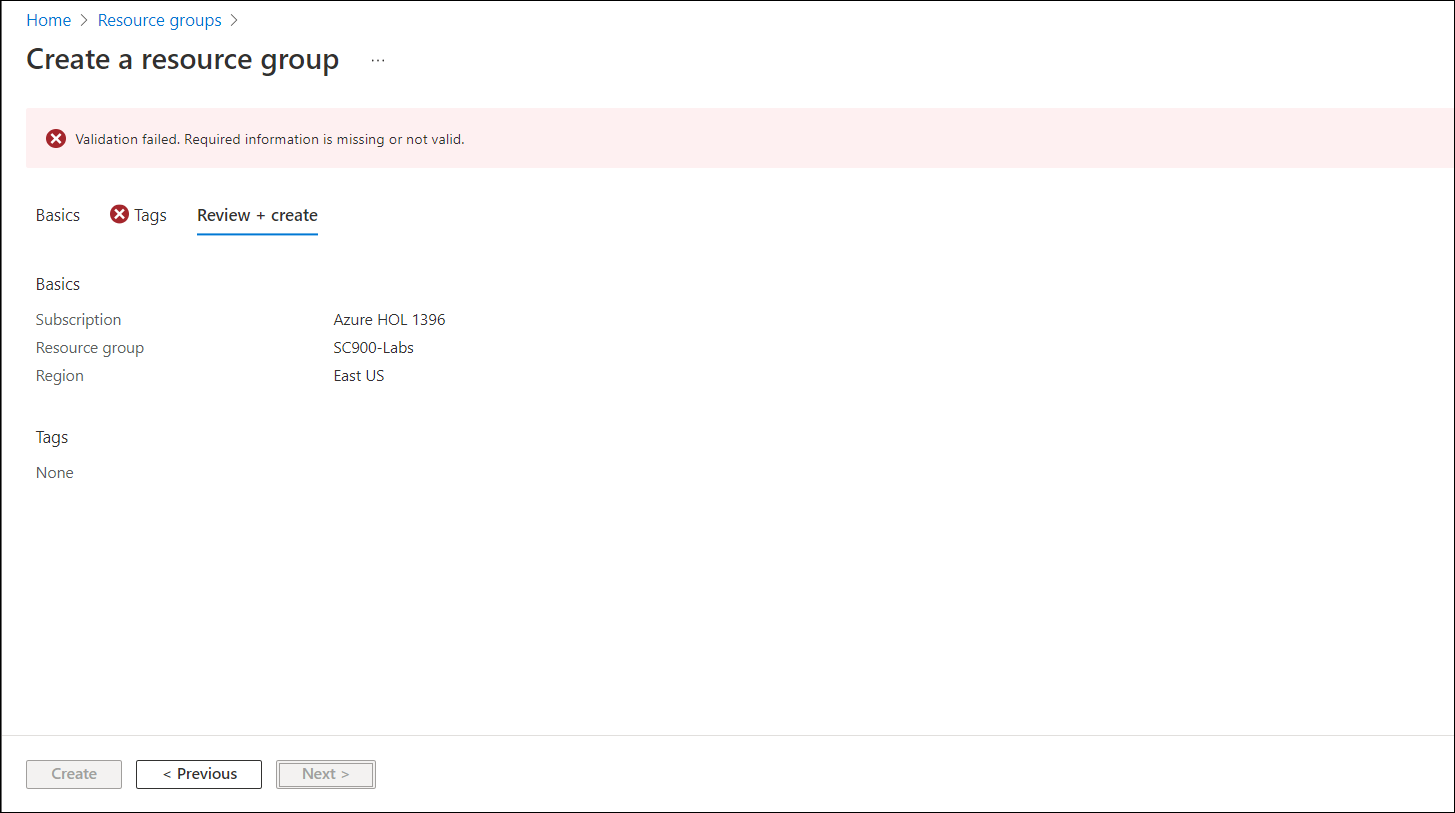 Home > Resource groups >
Create a resource group ...
Validation failed. Required information is missing or not valid.
Basics Tags Review + create
Basics
Subscription Azure HOL 1396
Resource group SC900-Labs
Region East US
Tags
None
Create < Previous Next >